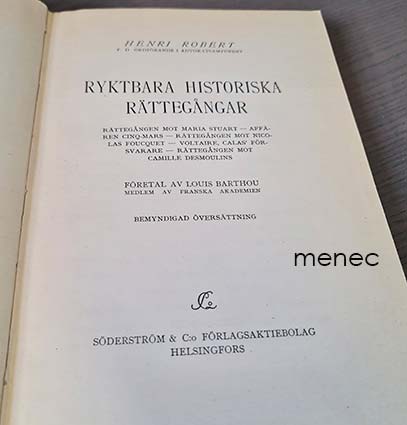 HENRI ROBERT
F. D. ORDFÖRANDE I ADVOKATSAMFUNDET
RYKTBARA HISTORISKA
RÄTTEGÅNGAR
RÄTTEGÅNGEN MOT MARIA STUART — AFFÄ-
REN CINQ-MARS — RÄTTEGÅNGEN MOT NICO-
LAS FOUCQUET — VOLTAIRE, CALAS' FÖR-
SVARARE — RÄTTEGÅNGEN MOT
CAMILLE DESMOULINS
FÖRETAL AV LOUIS BARTHOU
MEDLEM AV FRANSKA AKADEMIEN
BEMYNDIGAD ÖVERSÄTTNING
menec
SÖDERSTRÖM & C:o FÖRLAGSAKTIEBOLAG
HELSINGFORS